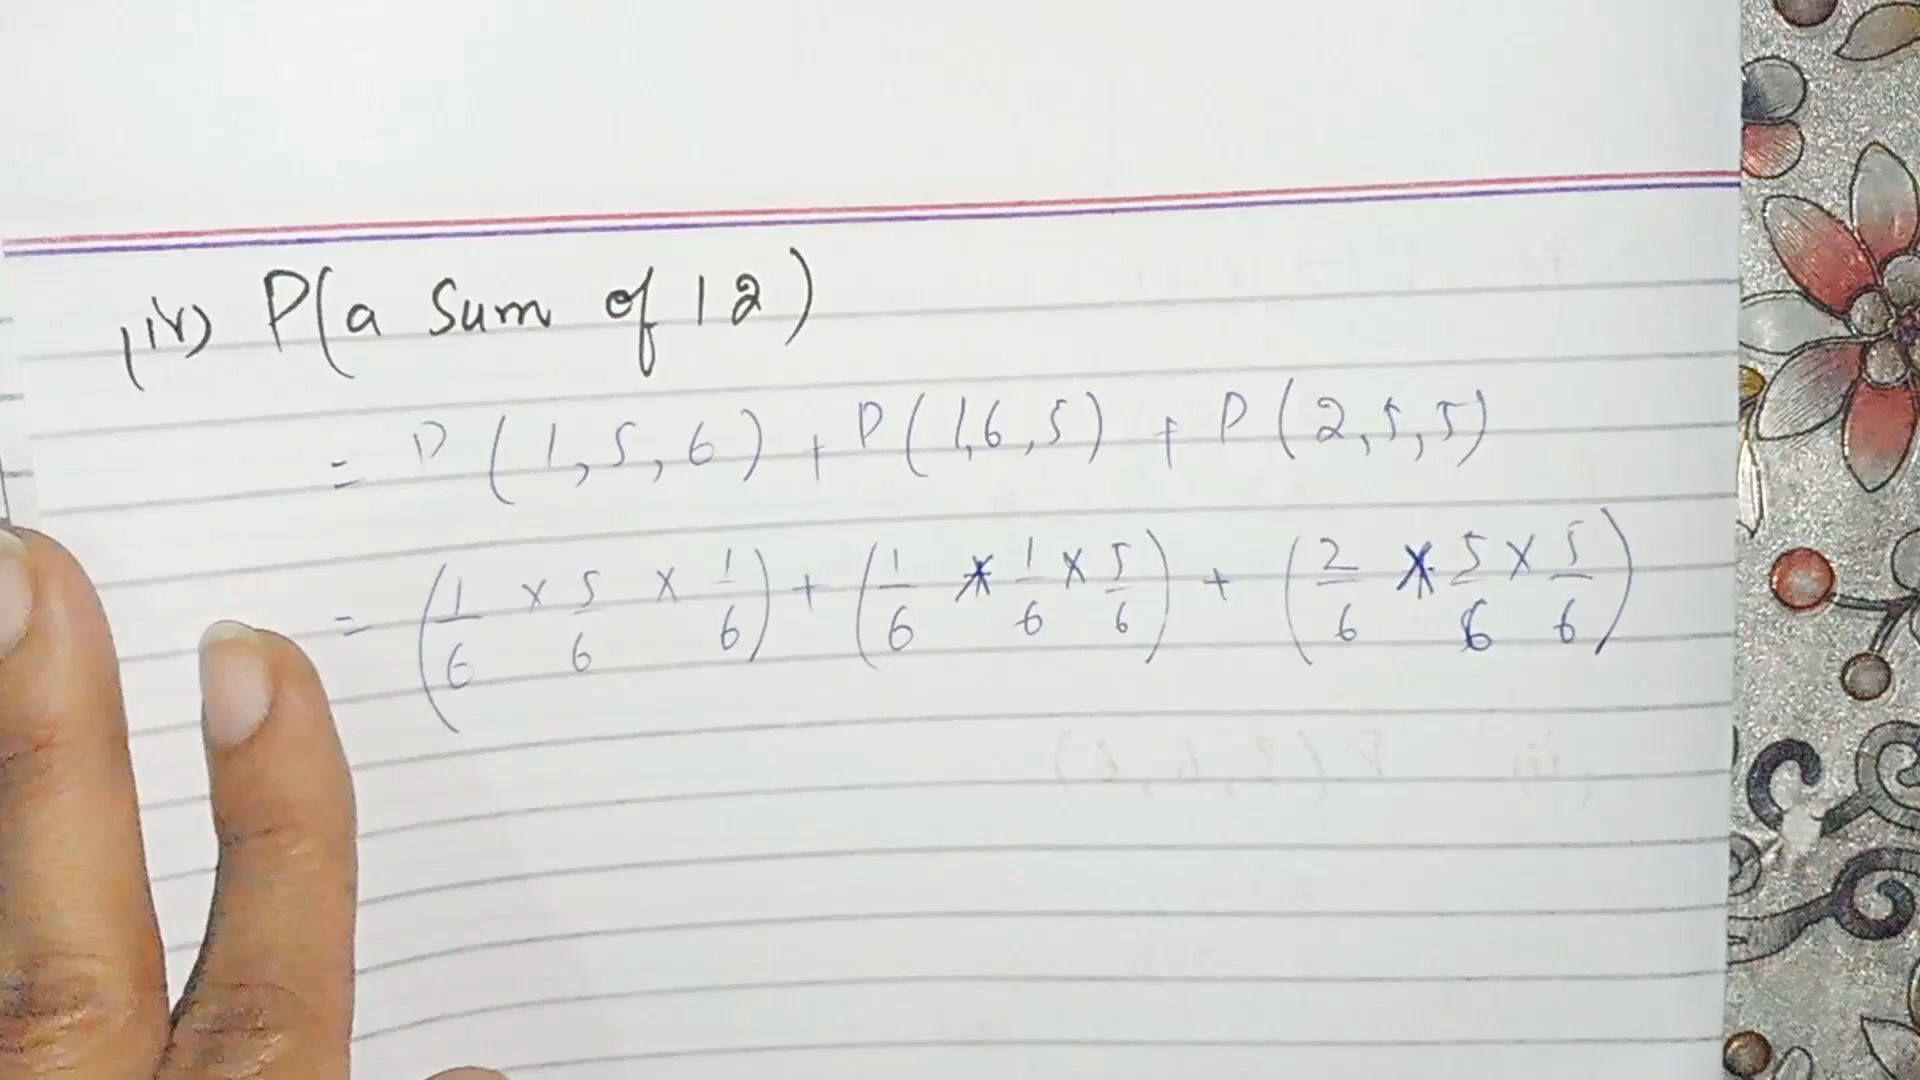 (iv) P(a Sum of 12)
= P(1,5,6) + P(1,6,5) + P(2,5,5)
= (1/6 × 5/6 × 1/6) + (1/6 × 1/6 × 5/6) + (2/6 × 5/6 × 5/6)